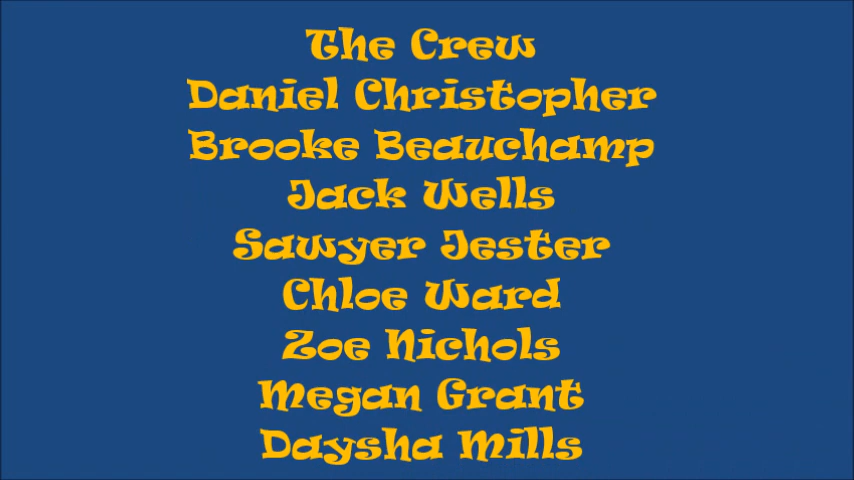 The Crew
Daniel Christopher
Brooke Beauchamp
Jack Wells
Sawyer Jester
Chloe Ward
Zoe Nichols
Megan Grant
Daysha Mills